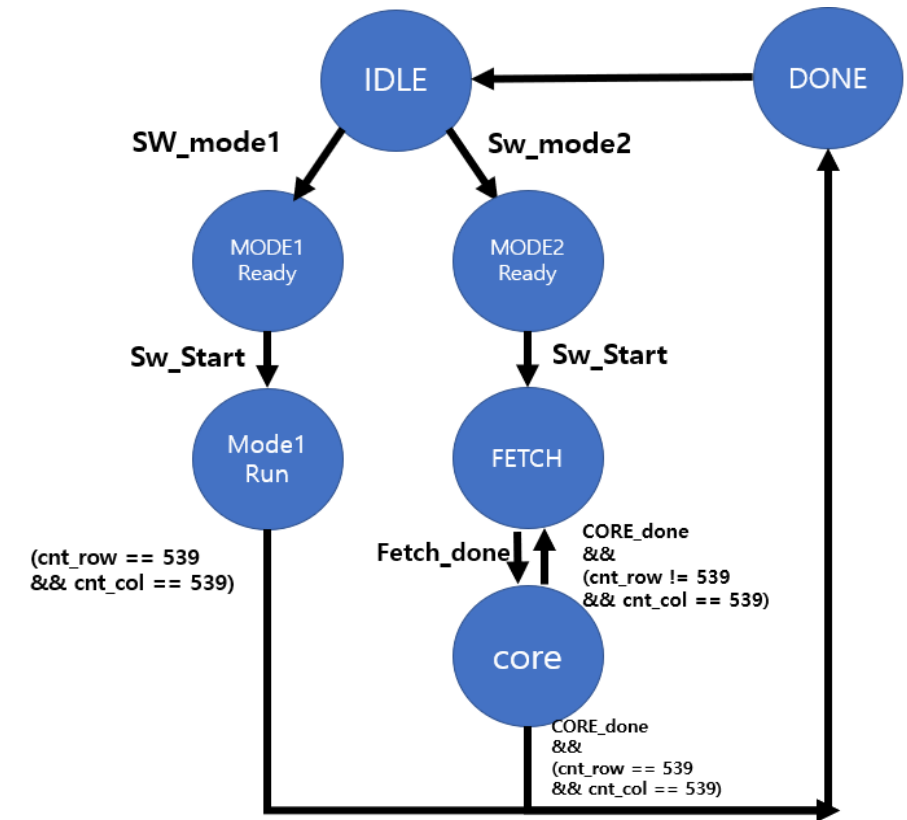 IDLE
DONE
SW_mode1
Sw_mode2
MODE1
Ready
MODE2
Ready
Sw_Start
Sw_Start
Mode1
Run
FETCH
(cnt_row == 539
&& cnt_col == 539)
Fetch_done
CORE_done
&&
(cnt_row != 539
&& cnt_col == 539)
core
CORE_done
&&
(cnt_row == 539
&& cnt_col == 539)